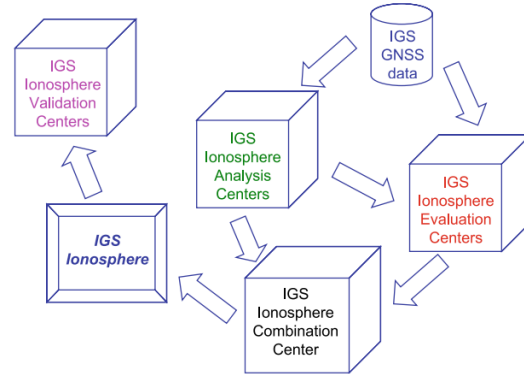 IGS
Ionosphere
Validation
Centers
IGS
GNSS
data
IGS
Ionosphere
Analysis
Centers
IGS
Ionosphere
Evaluation
Centers
IGS
Ionosphere
IGS
Ionosphere
Combination
Center